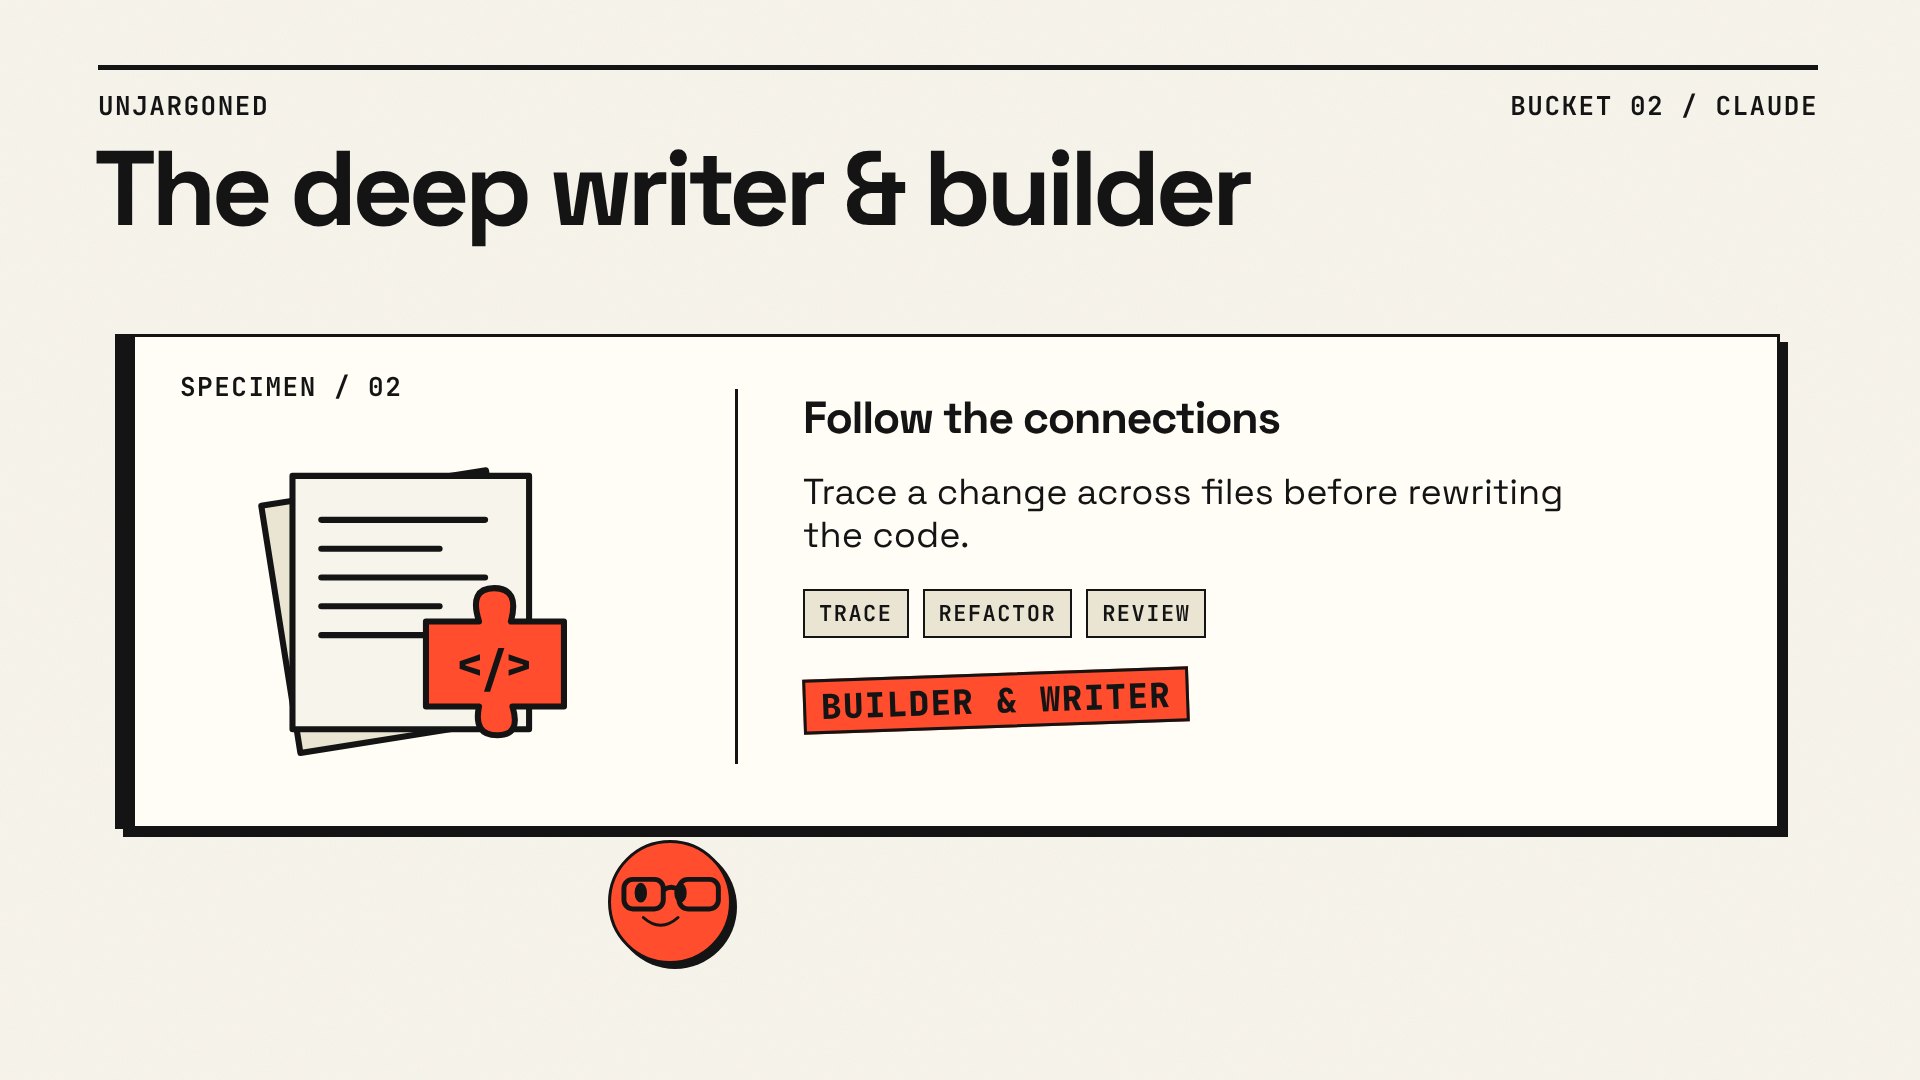 UNJARGONED
BUCKET 02 / CLAUDE
The deep writer & builder
SPECIMEN / 02
</>
Follow the connections
Trace a change across files before rewriting
the code.
TRACE
REFACTOR
REVIEW
BUILDER & WRITER